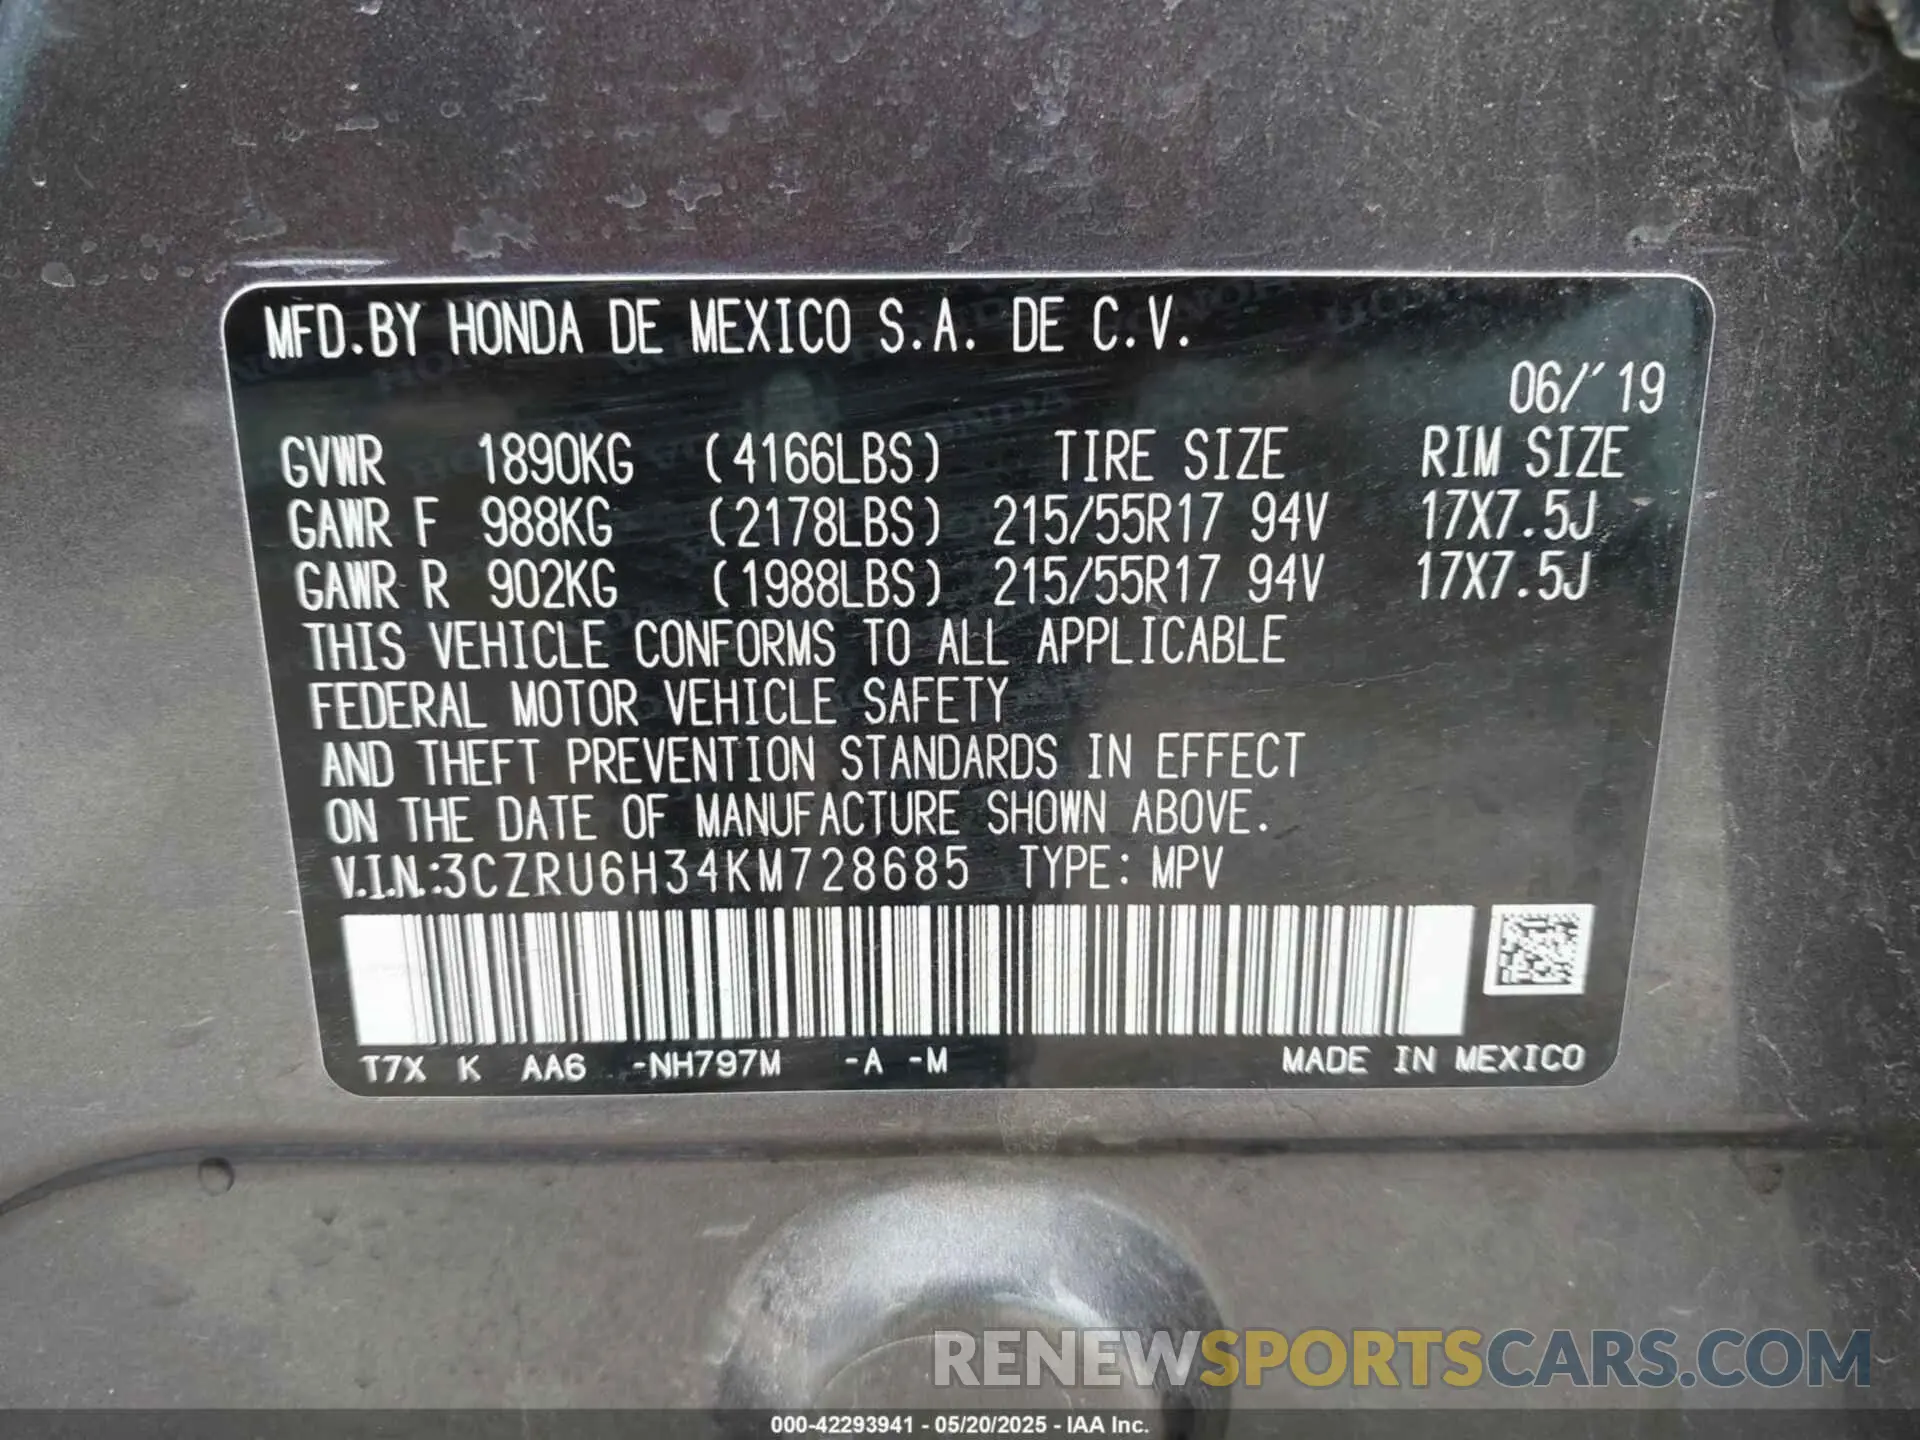 MFD.BY HONDA DE MEXICO S.A. DE C.V.
06/'19
GVWR 1890KG (4166LBS) TIRE SIZE RIM SIZE
GAWR F 988KG (2178LBS) 215/55R17 94V 17X7.5J
GAWR R 902KG (1988LBS) 215/55R17 94V 17X7.5J
THIS VEHICLE CONFORMS TO ALL APPLICABLE
FEDERAL MOTOR VEHICLE SAFETY
AND THEFT PREVENTION STANDARDS IN EFFECT
ON THE DATE OF MANUFACTURE SHOWN ABOVE.
V.I.N.:3CZRU6H34KM728685 TYPE: MPV
T7X K AA6 -NH797M -A -M MADE IN MEXICO
RENEWSPORTSCARS.COM
000-42293941 - 05/20/2025 - IAA Inc.